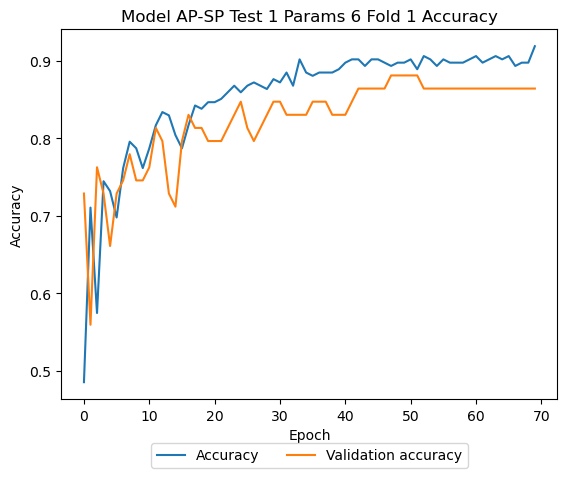 Model AP-SP Test 1 Params 6 Fold 1 Accuracy
Accuracy
0.9
0.8
0.7
0.6
0.5
0 10 20 30 40 50 60 70
Epoch
Accuracy Validation accuracy